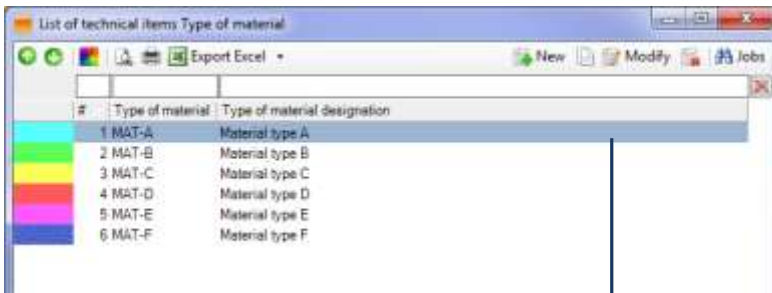 List of technical items Type of material
Export Excel New Modify Jobs
# Type of material Type of material designation
1 MAT-A Material type A
2 MAT-B Material type B
3 MAT-C Material type C
4 MAT-D Material type D
5 MAT-E Material type E
6 MAT-F Material type F